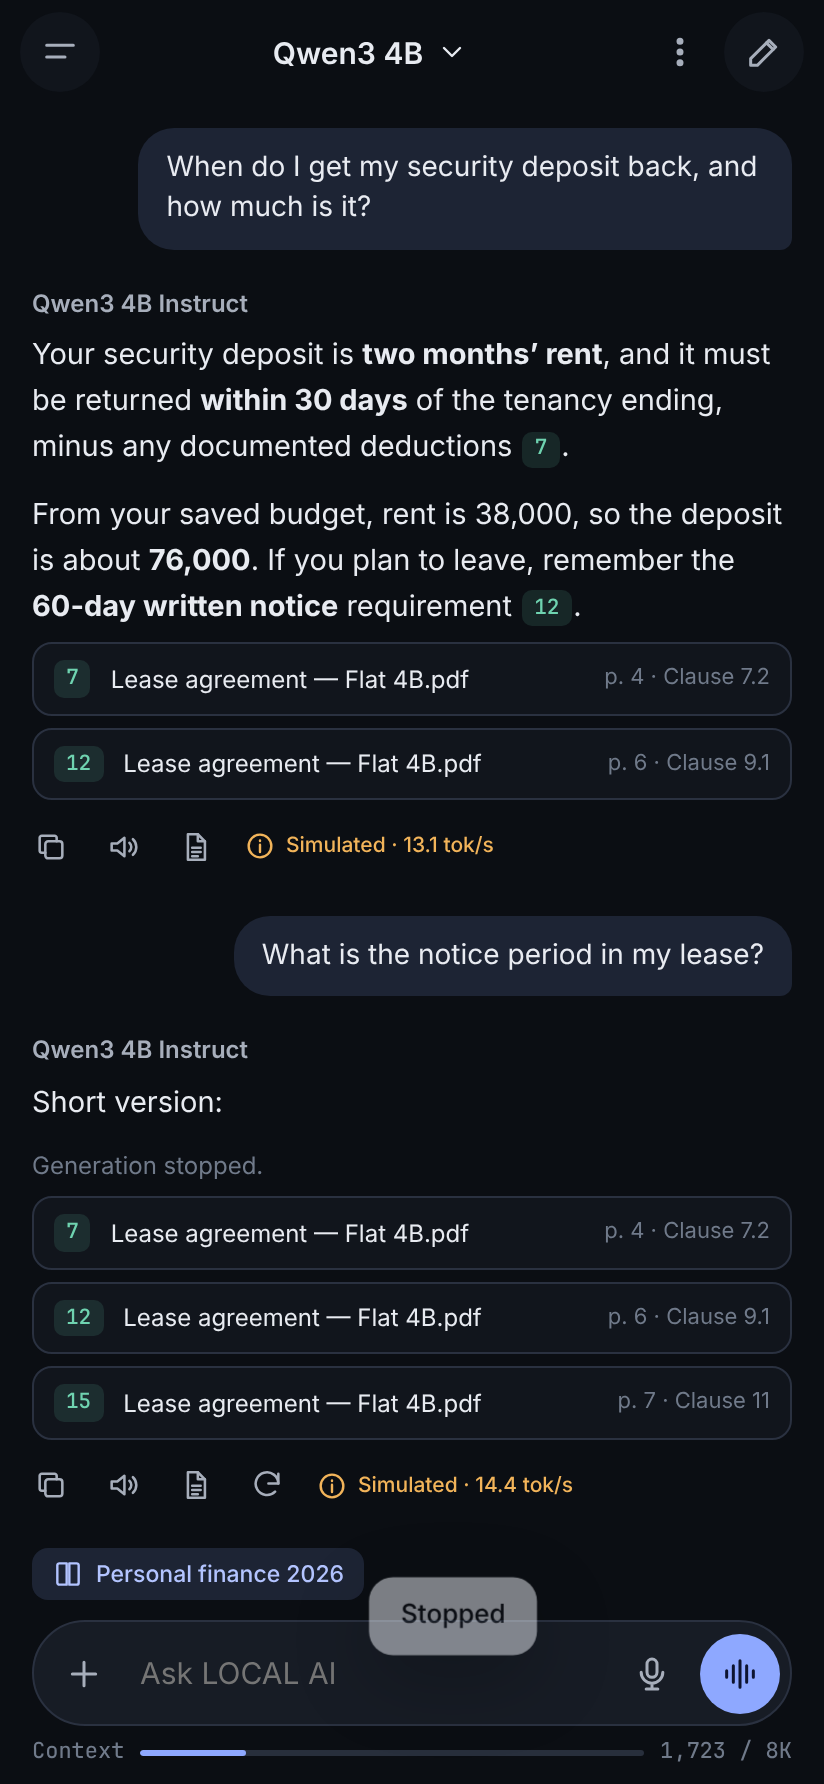 Qwen3 4B
When do I get my security deposit back, and
how much is it?
Qwen3 4B Instruct
Your security deposit is two months’ rent, and it must
be returned within 30 days of the tenancy ending,
minus any documented deductions 7.
From your saved budget, rent is 38,000, so the deposit
is about 76,000. If you plan to leave, remember the
60-day written notice requirement 12.
7 Lease agreement — Flat 4B.pdf p. 4 · Clause 7.2
12 Lease agreement — Flat 4B.pdf p. 6 · Clause 9.1
Simulated · 13.1 tok/s
What is the notice period in my lease?
Qwen3 4B Instruct
Short version:
Generation stopped.
7 Lease agreement — Flat 4B.pdf p. 4 · Clause 7.2
12 Lease agreement — Flat 4B.pdf p. 6 · Clause 9.1
15 Lease agreement — Flat 4B.pdf p. 7 · Clause 11
Simulated · 14.4 tok/s
Personal finance 2026
Stopped
Ask LOCAL AI
Context 1,723 / 8K